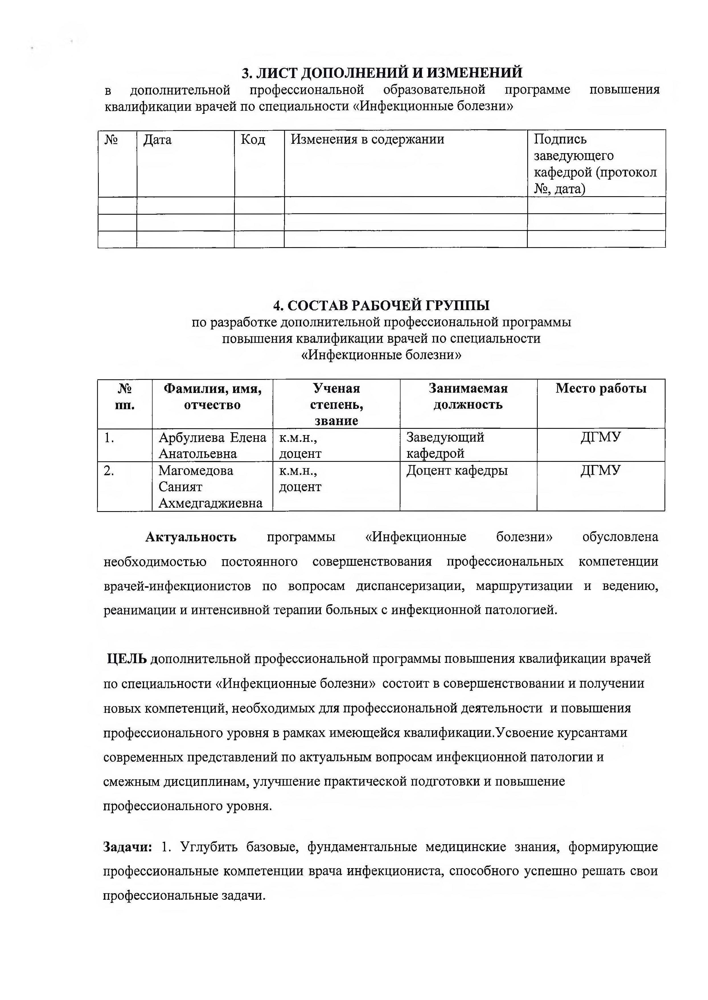 3. ЛИСТ ДОПОЛНЕНИЙ И ИЗМЕНЕНИЙ
в дополнительной профессиональной образовательной программе повышения
квалификации врачей по специальности «Инфекционные болезни»
№ Дата Код Изменения в содержании Подпись
заведующего
кафедрой (протокол
№, дата)
4. СОСТАВ РАБОЧЕЙ ГРУППЫ
по разработке дополнительной профессиональной программы
повышения квалификации врачей по специальности
«Инфекционные болезни»
№ Фамилия, имя, Ученая Занимаемая Место работы
пп. отчество степень, должность
звание
1. Арбулиева Елена к.м.н., Заведующий ДГМУ
Анатольевна доцент кафедрой
2. Магомедова к.м.н., Доцент кафедры ДГМУ
Саният доцент
Ахмедгаджиевна
Актуальность программы «Инфекционные болезни» обусловлена
необходимостью постоянного совершенствования профессиональных компетенции
врачей-инфекционистов по вопросам диспансеризации, маршрутизации и ведению,
реанимации и интенсивной терапии больных с инфекционной патологией.
ЦЕЛЬ дополнительной профессиональной программы повышения квалификации врачей
по специальности «Инфекционные болезни» состоит в совершенствовании и получении
новых компетенций, необходимых для профессиональной деятельности и повышения
профессионального уровня в рамках имеющейся квалификации.Усвоение курсантами
современных представлений по актуальным вопросам инфекционной патологии и
смежным дисциплинам, улучшение практической подготовки и повышение
профессионального уровня.
Задачи: 1. Углубить базовые, фундаментальные медицинские знания, формирующие
профессиональные компетенции врача инфекциониста, способного успешно решать свои
профессиональные задачи.